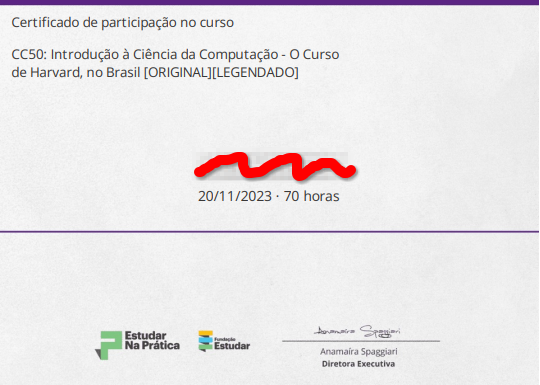 Certificado de participação no curso
CC50: Introdução à Ciência da Computação - O Curso
de Harvard, no Brasil [ORIGINAL][LEGENDADO]
20/11/2023 · 70 horas
Estudar
Na Prática
Fundação
Estudar
Anamaíra Spaggiari
Anamaíra Spaggiari
Diretora Executiva